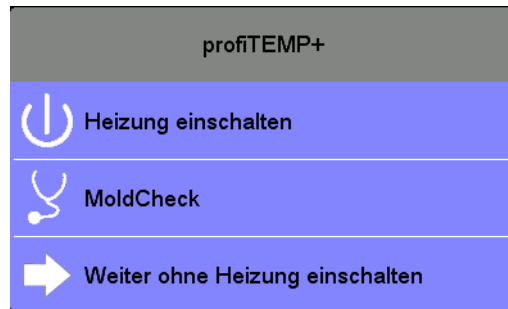 profiTEMP+
Heizung einschalten
MoldCheck
Weiter ohne Heizung einschalten